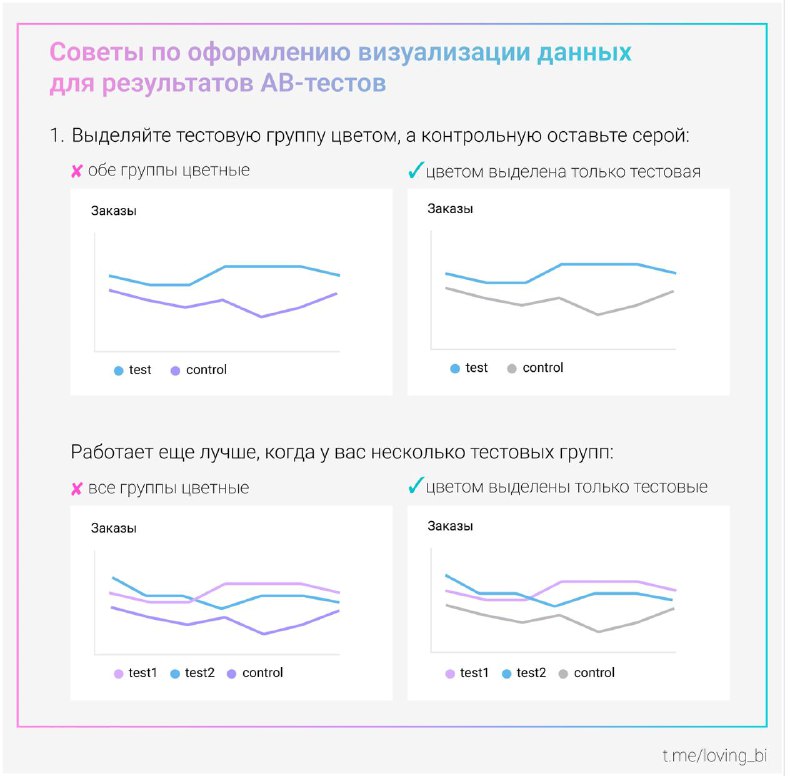 Советы по оформлению визуализации данных
для результатов АВ-тестов
1. Выделяйте тестовую группу цветом, а контрольную оставьте серой:
✘ обе группы цветные
✓цветом выделена только тестовая
Заказы
test control
Заказы
test control
Работает еще лучше, когда у вас несколько тестовых групп:
✘ все группы цветные
✓цветом выделены только тестовые
Заказы
test1 test2 control
Заказы
test1 test2 control
t.me/loving_bi